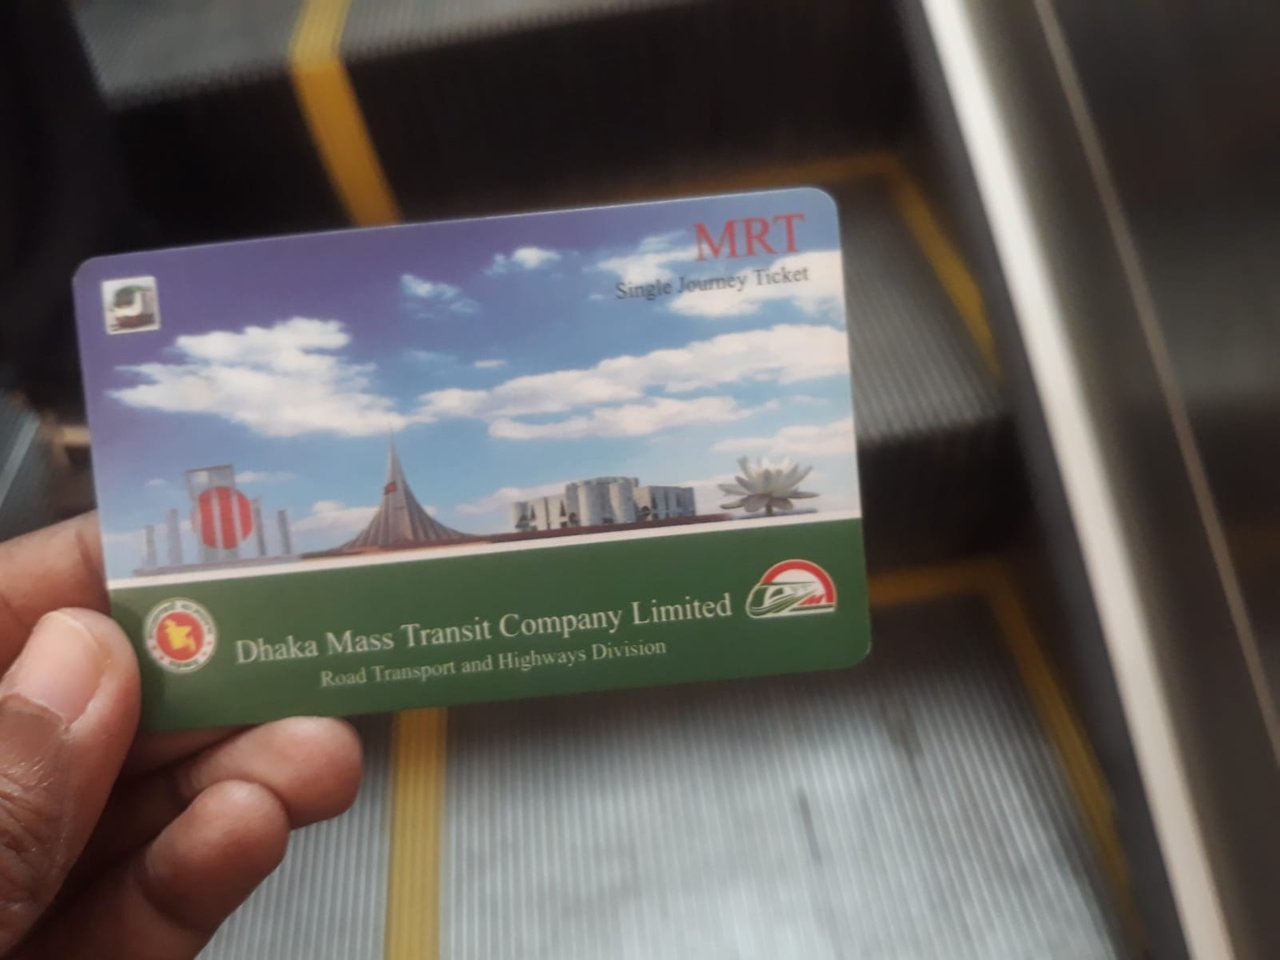 MRT
Single Journey Ticket
Dhaka Mass Transit Company Limited
Road Transport and Highways Division